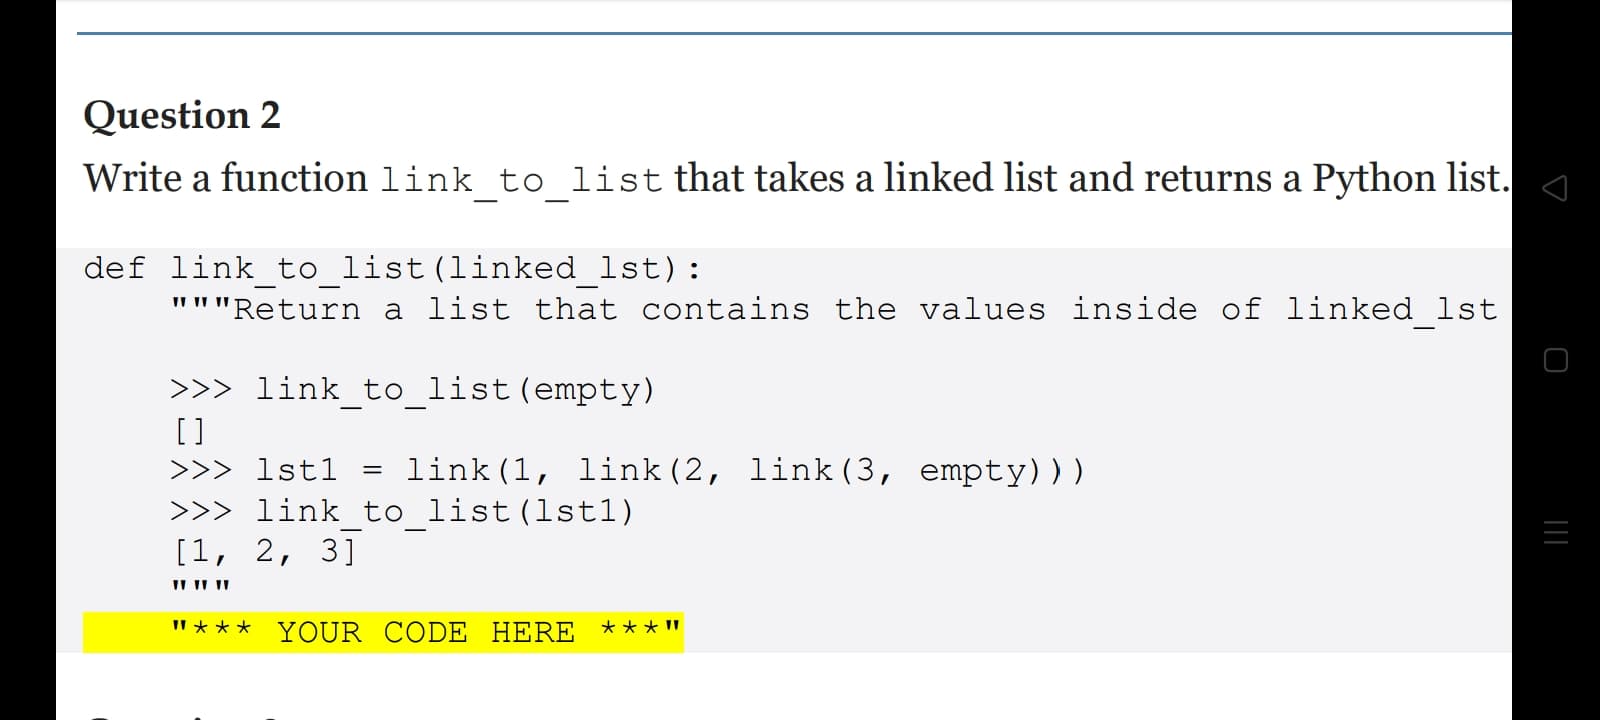 Question 2
Write a function link_to_list that takes a linked list and returns a Python list.
def link_to_list(linked_lst):
"""Return a list that contains the values inside of linked_lst
>>> link_to_list(empty)
[]
>>> lst1 = link(1, link(2, link(3, empty)))
>>> link_to_list(lst1)
[1, 2, 3]
"""
"*** YOUR CODE HERE ***"